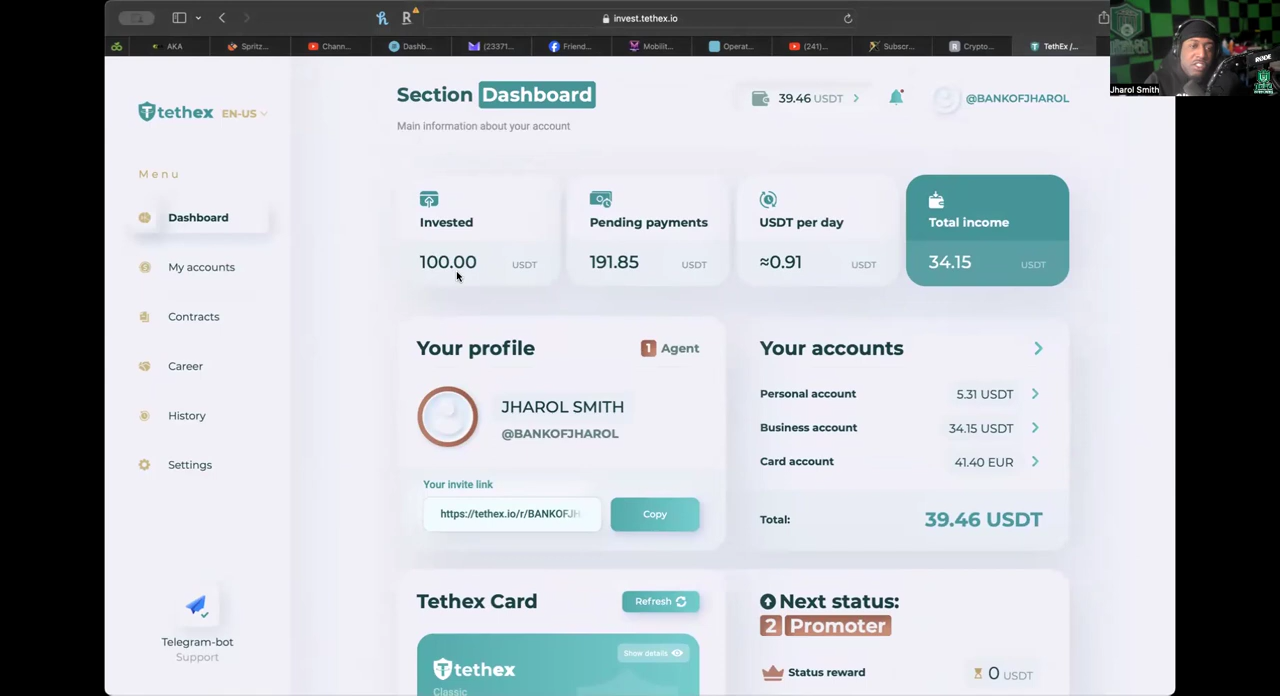 invest.tethex.io
AKA
Spritz...
Chann...
Dashb...
(23371...
Friend...
Mobilit...
Operat...
(241)...
Subscr...
Crypto...
TethEx /...
RØDE
Jharol Smith
tethex EN-US
Section Dashboard
39.46 USDT
@BANKOFJHAROL
Main information about your account
Menu
Dashboard
My accounts
Contracts
Career
History
Settings
Telegram-bot
Support
Invested
100.00 USDT
Pending payments
191.85 USDT
USDT per day
≈0.91 USDT
Total income
34.15 USDT
Your profile
1 Agent
JHAROL SMITH
@BANKOFJHAROL
Your invite link
https://tethex.io/r/BANKOFJH
Copy
Your accounts
Personal account 5.31 USDT
Business account 34.15 USDT
Card account 41.40 EUR
Total: 39.46 USDT
Tethex Card
Refresh
Show details
tethex
Classic
Next status:
2 Promoter
Status reward 0 USDT